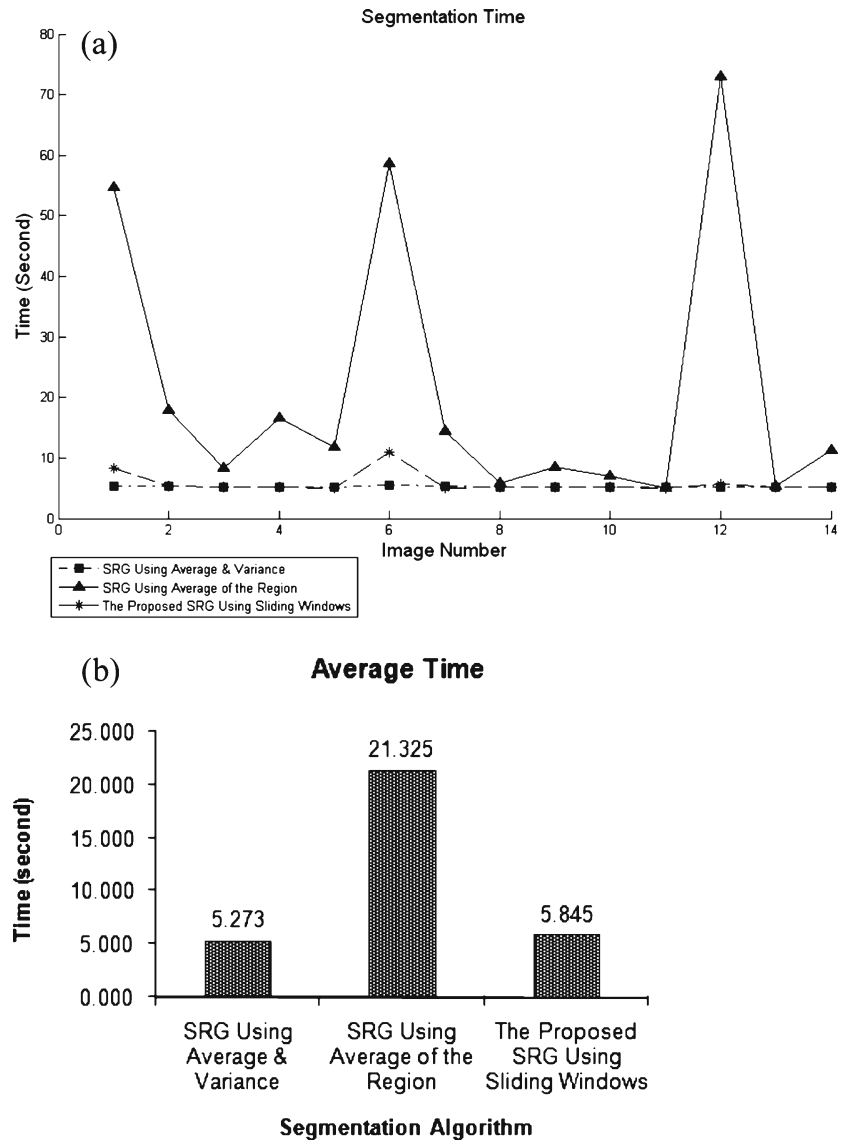 Segmentation Time
(a)
80
70
60
50
40
30
20
10
0
Time (Second)
0 2 4 6 8 10 12 14
Image Number
SRG Using Average & Variance
SRG Using Average of the Region
The Proposed SRG Using Sliding Windows
(b)
Average Time
25.000
20.000
15.000
10.000
5.000
0.000
Time (second)
5.273
21.325
5.845
SRG Using
Average &
Variance
SRG Using
Average of the
Region
The Proposed
SRG Using
Sliding Windows
Segmentation Algorithm